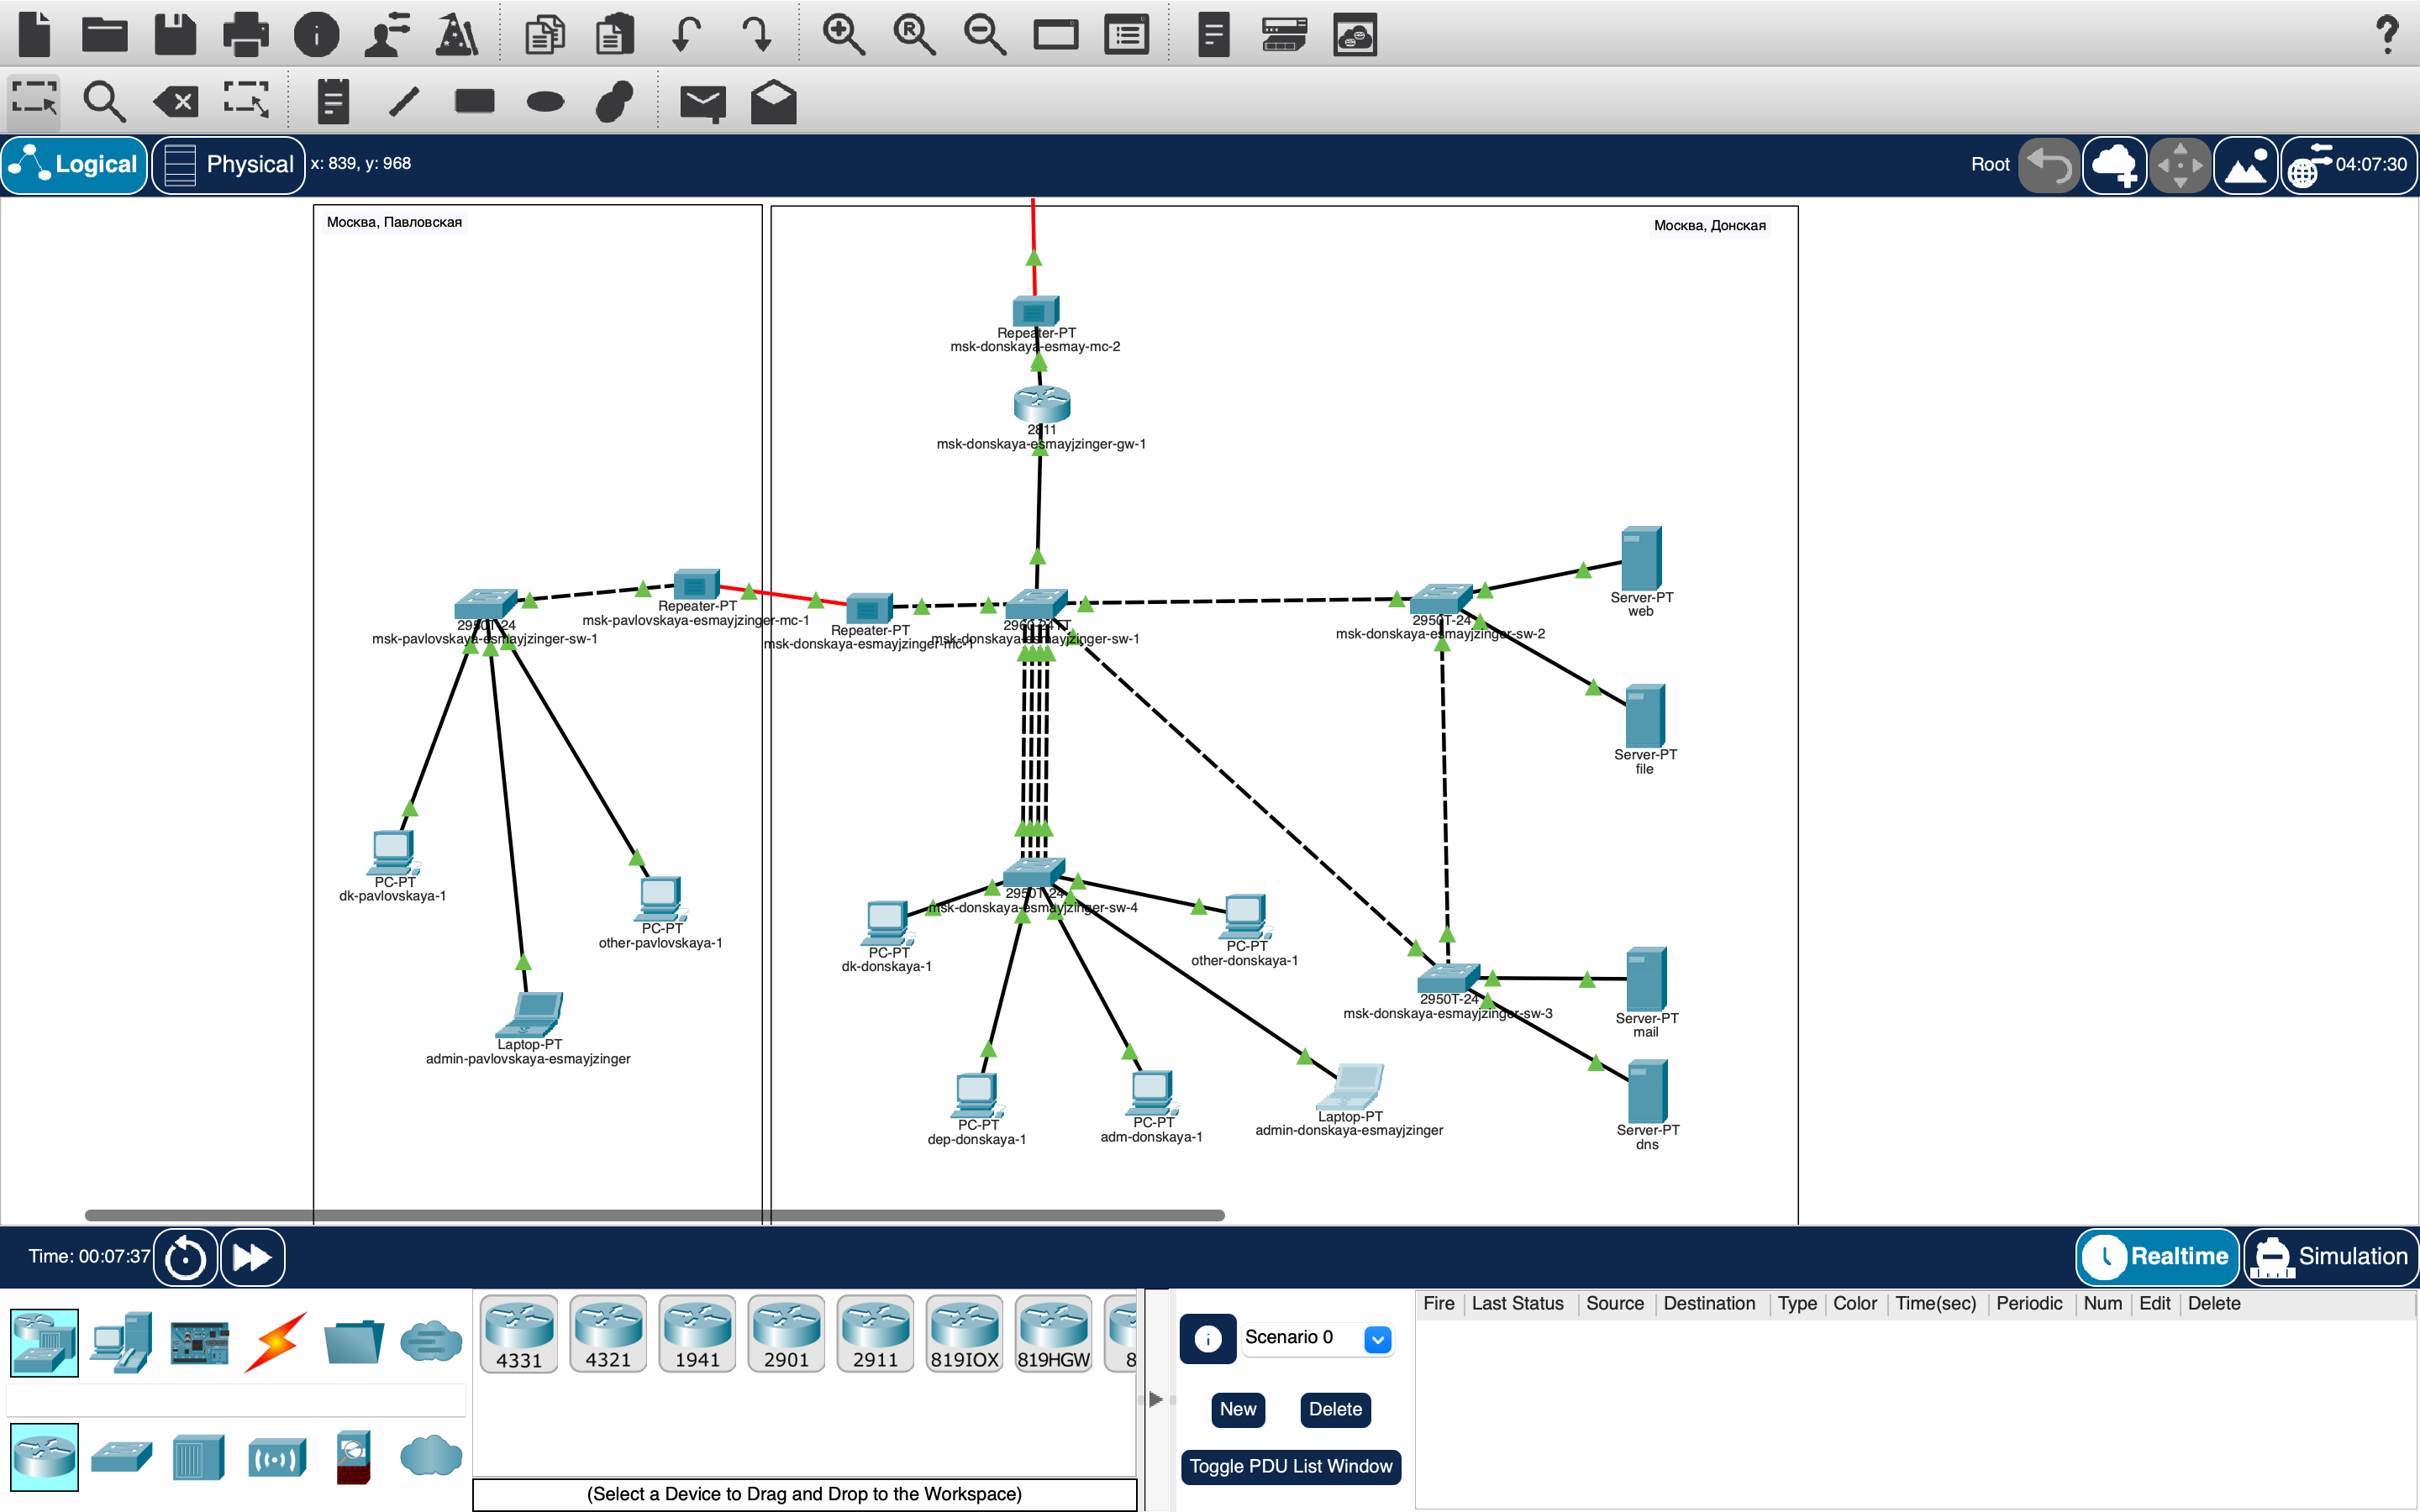 Logical
Physical
x: 839, y: 968
Root
04:07:30
Москва, Павловская
Москва, Донская
Repeater-PT
msk-donskaya-esmay-mc-2
2811
msk-donskaya-esmayjzinger-gw-1
Server-PT
web
Repeater-PT
msk-pavlovskaya-esmayjzinger-mc-1
2950T-24
msk-pavlovskaya-esmayjzinger-sw-1
Repeater-PT
msk-donskaya-esmayjzinger-mc-1
2960-24TT
msk-donskaya-esmayjzinger-sw-1
2950T-24
msk-donskaya-esmayjzinger-sw-2
Server-PT
file
PC-PT
dk-pavlovskaya-1
PC-PT
other-pavlovskaya-1
2950T-24
msk-donskaya-esmayjzinger-sw-4
PC-PT
dk-donskaya-1
PC-PT
other-donskaya-1
2950T-24
msk-donskaya-esmayjzinger-sw-3
Server-PT
mail
Laptop-PT
admin-pavlovskaya-esmayjzinger
PC-PT
dep-donskaya-1
PC-PT
adm-donskaya-1
Laptop-PT
admin-donskaya-esmayjzinger
Server-PT
dns
Time: 00:07:37
Realtime
Simulation
4331
4321
1941
2901
2911
819IOX
819HGW
8
(Select a Device to Drag and Drop to the Workspace)
Scenario 0
New
Delete
Toggle PDU List Window
Fire Last Status Source Destination Type Color Time(sec) Periodic Num Edit Delete